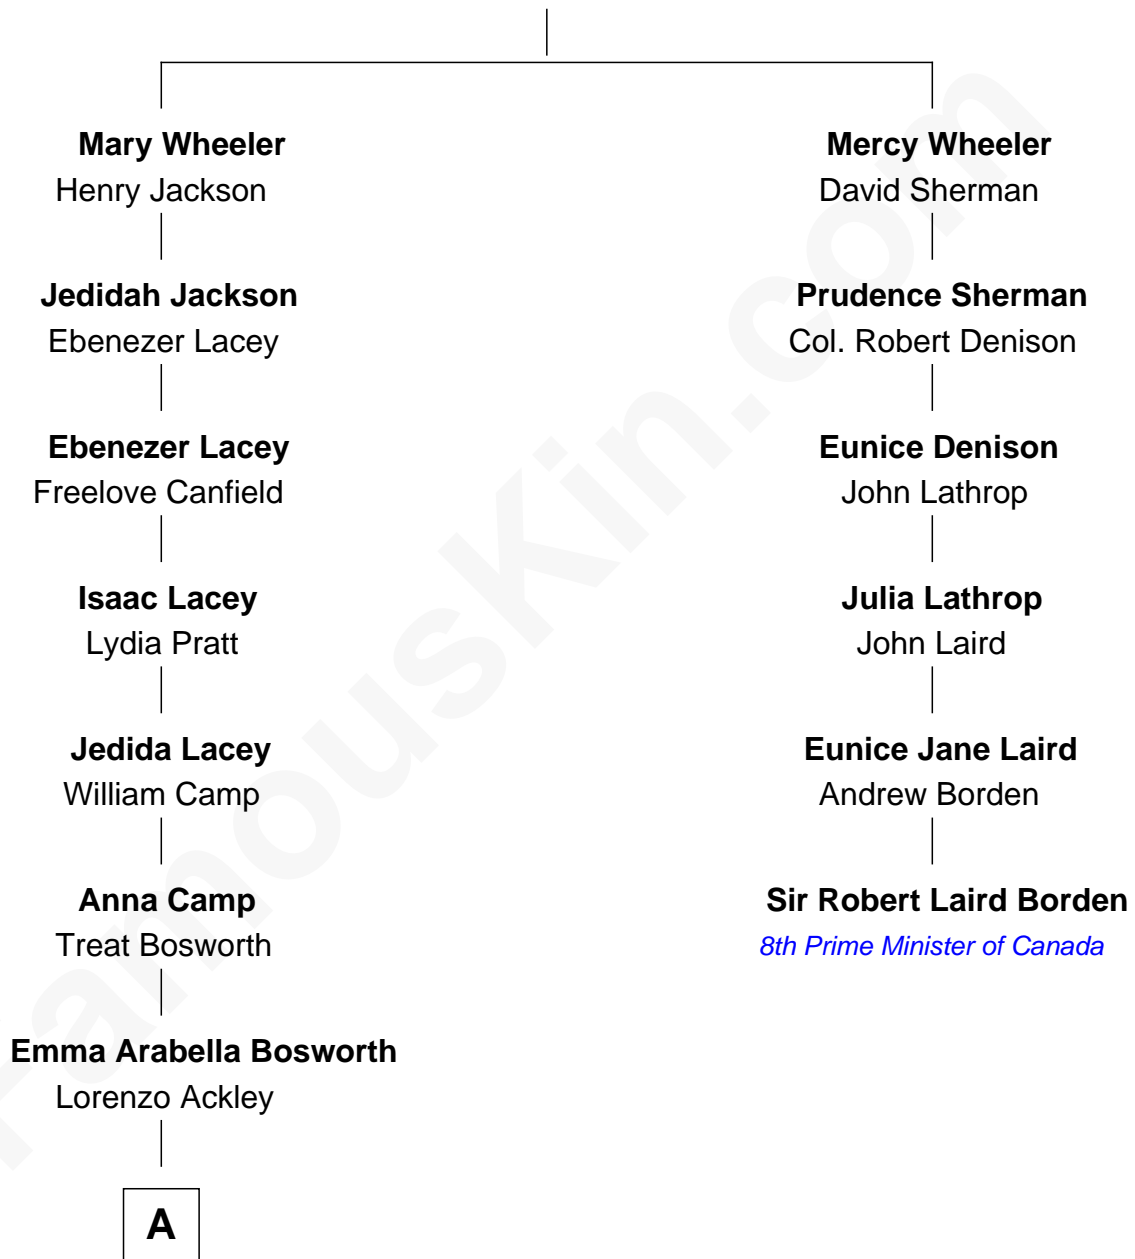 Mary Wheeler
Henry Jackson
Jedidah Jackson
Ebenezer Lacey
Ebenezer Lacey
Freelove Canfield
Isaac Lacey
Lydia Pratt
Jedida Lacey
William Camp
Anna Camp
Treat Bosworth
Emma Arabella Bosworth
Lorenzo Ackley
A
Mercy Wheeler
David Sherman
Prudence Sherman
Col. Robert Denison
Eunice Denison
John Lathrop
Julia Lathrop
John Laird
Eunice Jane Laird
Andrew Borden
Sir Robert Laird Borden
8th Prime Minister of Canada
FamousKin.com